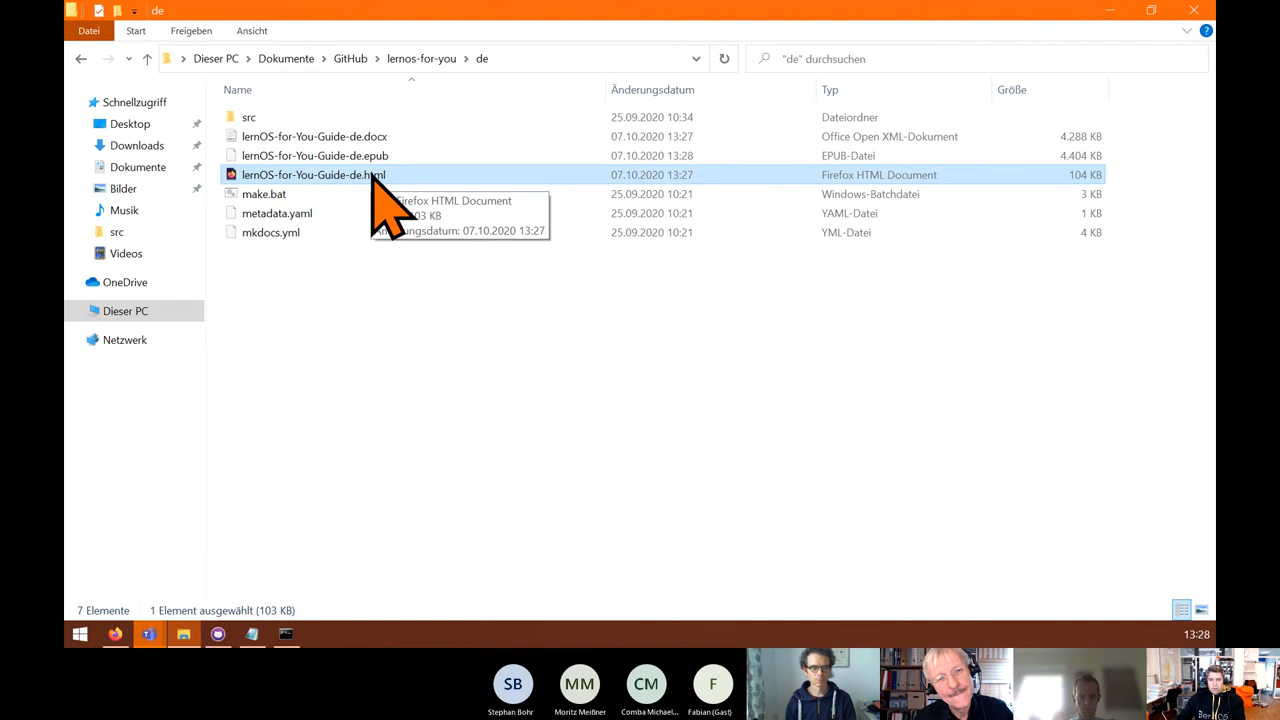 de
Datei Start Freigeben Ansicht
Dieser PC > Dokumente > GitHub > lernos-for-you > de
"de" durchsuchen
Name Änderungsdatum Typ Größe
src 25.09.2020 10:34 Dateiordner
lernOS-for-You-Guide-de.docx 07.10.2020 13:27 Office Open XML-Dokument 4.288 KB
lernOS-for-You-Guide-de.epub 07.10.2020 13:28 EPUB-Datei 4.404 KB
lernOS-for-You-Guide-de.html 07.10.2020 13:27 Firefox HTML Document 104 KB
make.bat 25.09.2020 10:21 Windows-Batchdatei 3 KB
metadata.yaml 25.09.2020 10:21 YAML-Datei 1 KB
mkdocs.yml 25.09.2020 10:21 YML-Datei 4 KB
Firefox HTML Document
03 KB
ngsdatum: 07.10.2020 13:27
Schnellzugriff
Desktop
Downloads
Dokumente
Bilder
Musik
src
Videos
OneDrive
Dieser PC
Netzwerk
7 Elemente 1 Element ausgewählt (103 KB)
13:28
SB MM CM F
Stephan Bohr Moritz Meißner Comba Michael... Fabian (Gast)